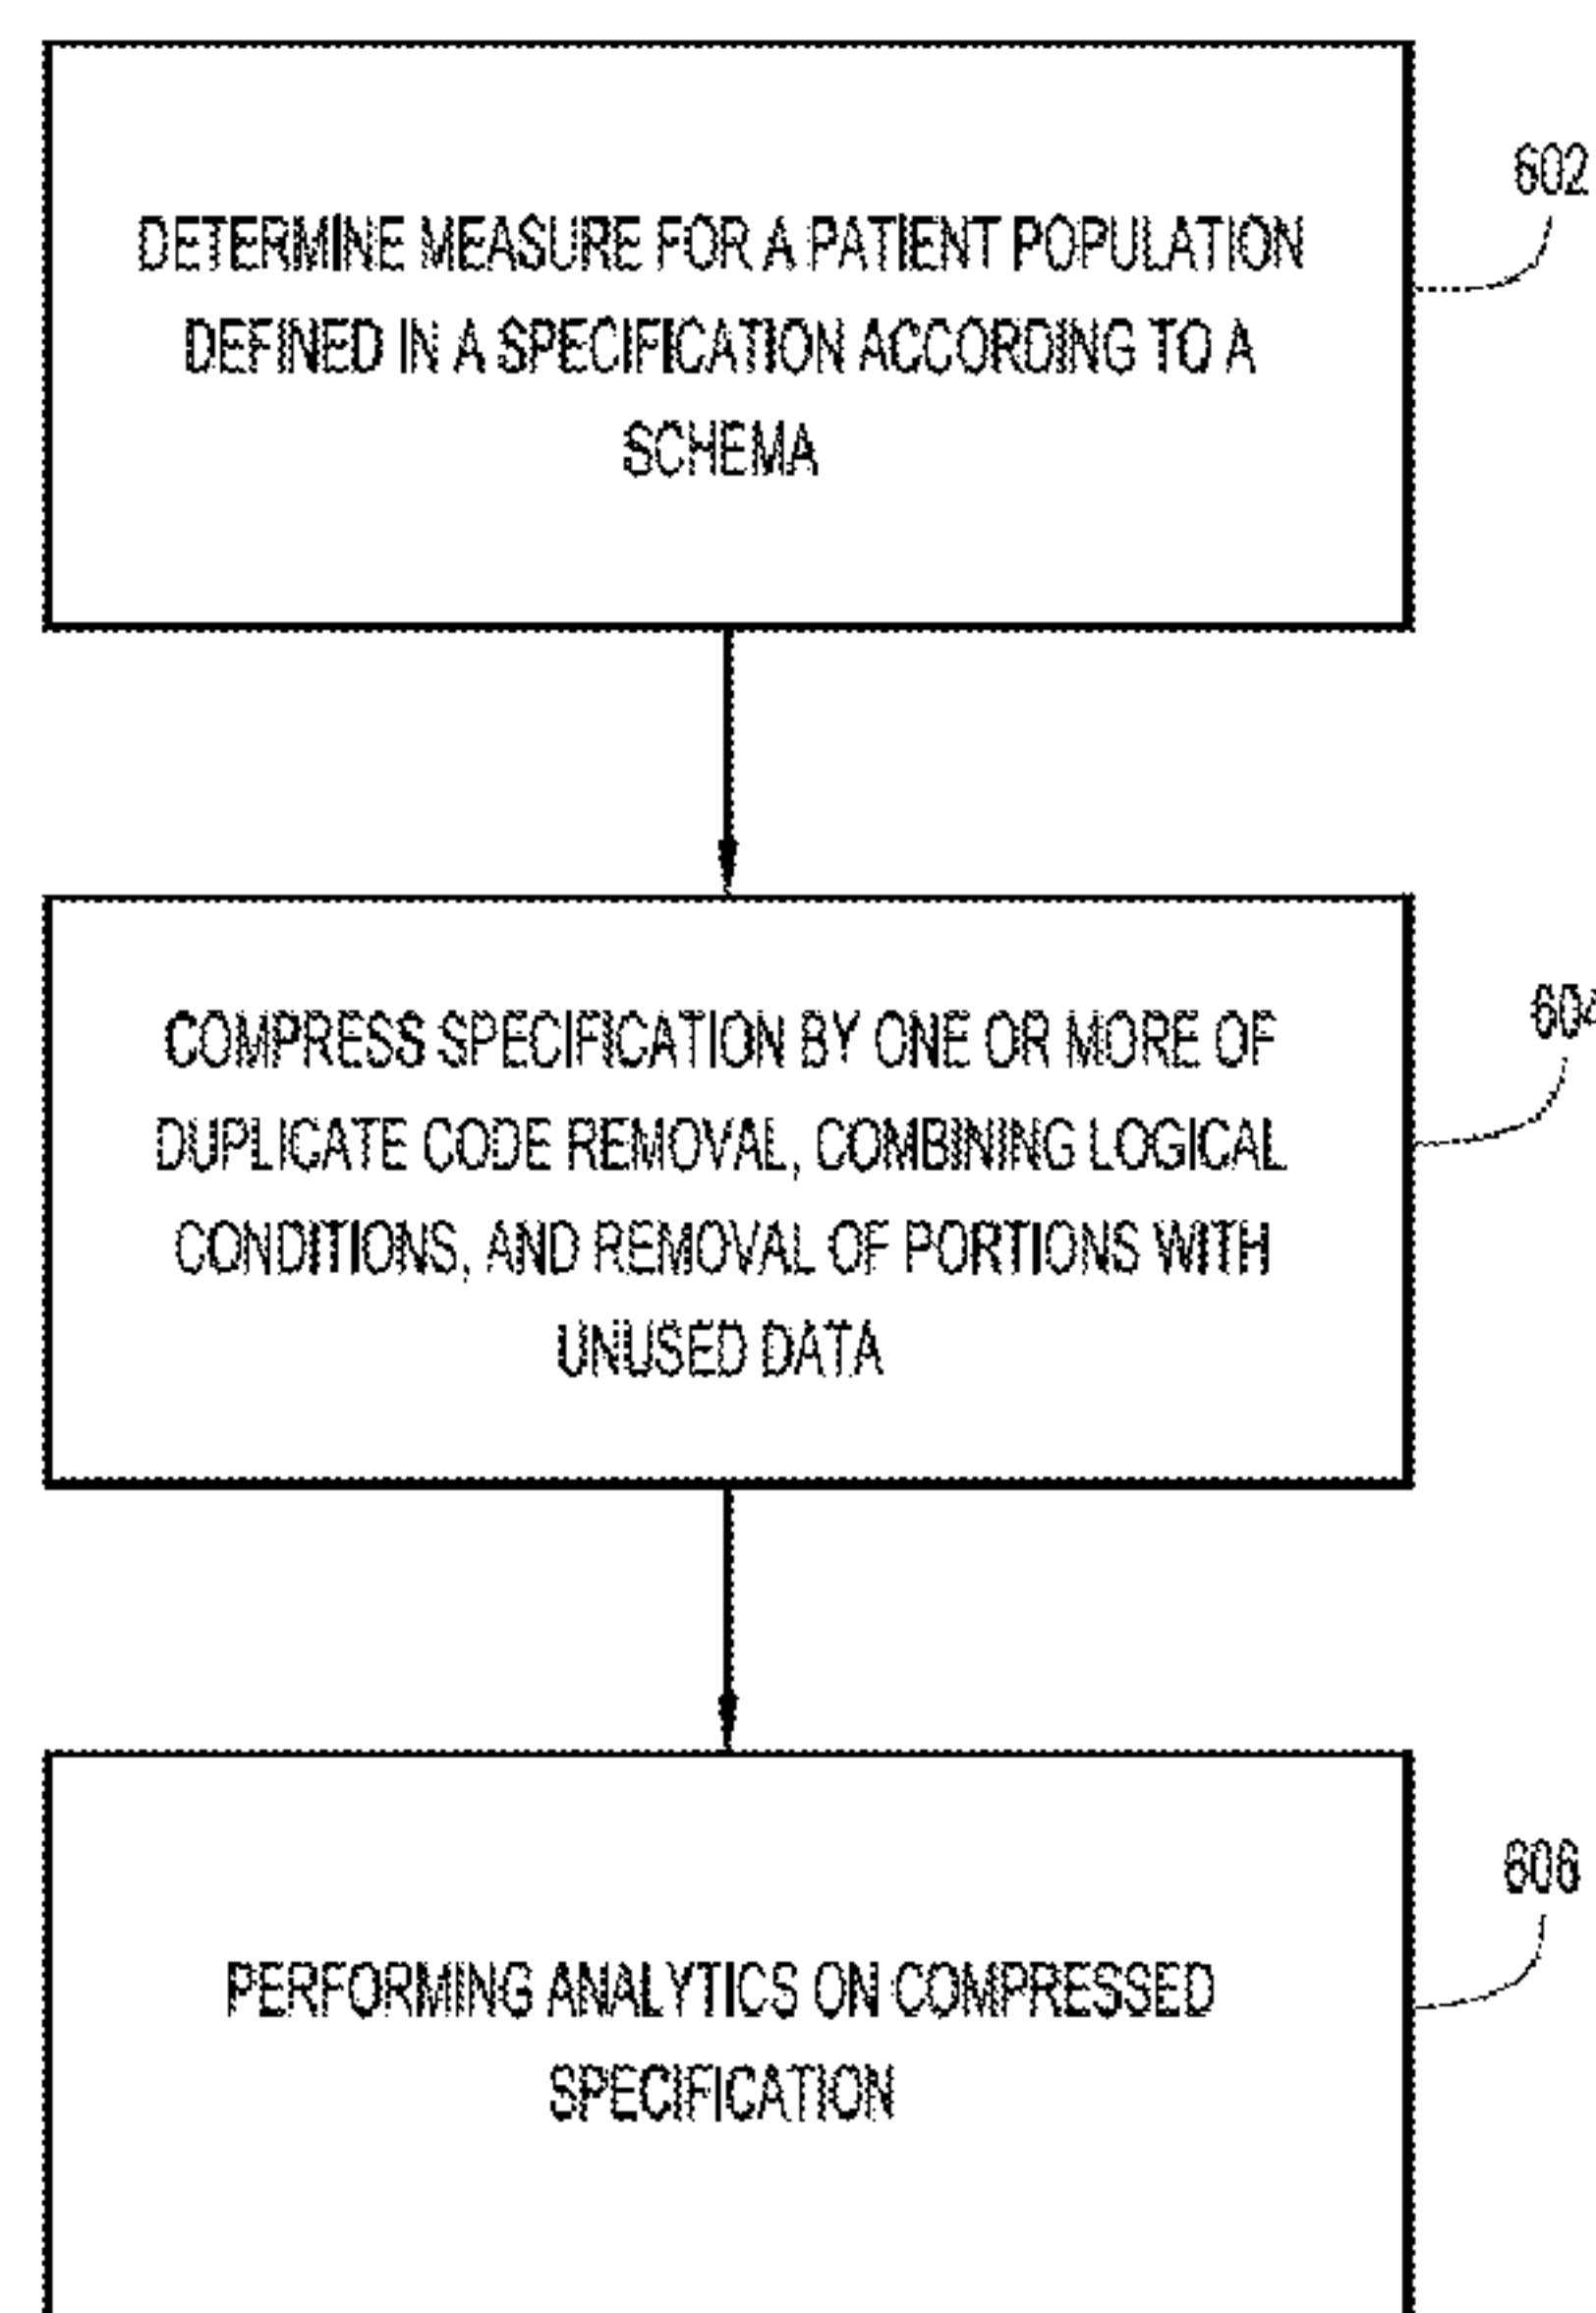 602
DETERMINE MEASURE FOR A PATIENT POPULATION
DEFINED IN A SPECIFICATION ACCORDING TO A
SCHEMA
604
COMPRESS SPECIFICATION BY ONE OR MORE OF
DUPLICATE CODE REMOVAL, COMBINING LOGICAL
CONDITIONS, AND REMOVAL OF PORTIONS WITH
UNUSED DATA
606
PERFORMING ANALYTICS ON COMPRESSED
SPECIFICATION